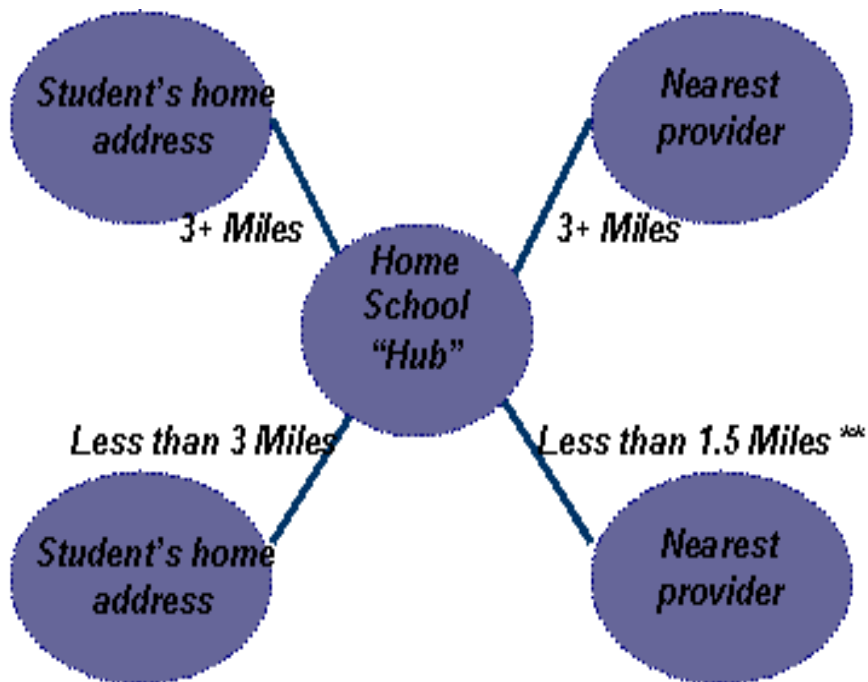 Student's home
address
Nearest
provider
3+ Miles
3+ Miles
Home
School
“Hub”
Less than 3 Miles
Less than 1.5 Miles **
Student's home
address
Nearest
provider